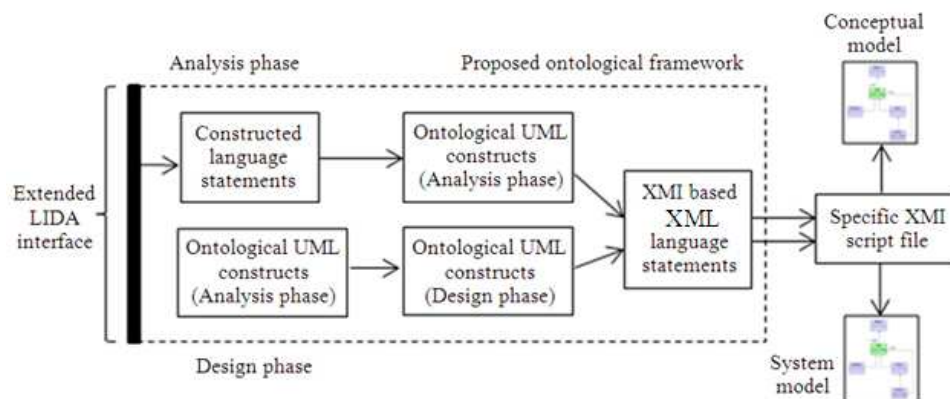 Conceptual
model
Analysis phase
Proposed ontological framework
Extended
LIDA
interface
Constructed
language
statements
Ontological UML
constructs
(Analysis phase)
XMI based
XML
language
statements
Specific XMI
script file
Ontological UML
constructs
(Analysis phase)
Ontological UML
constructs
(Design phase)
Design phase
System
model